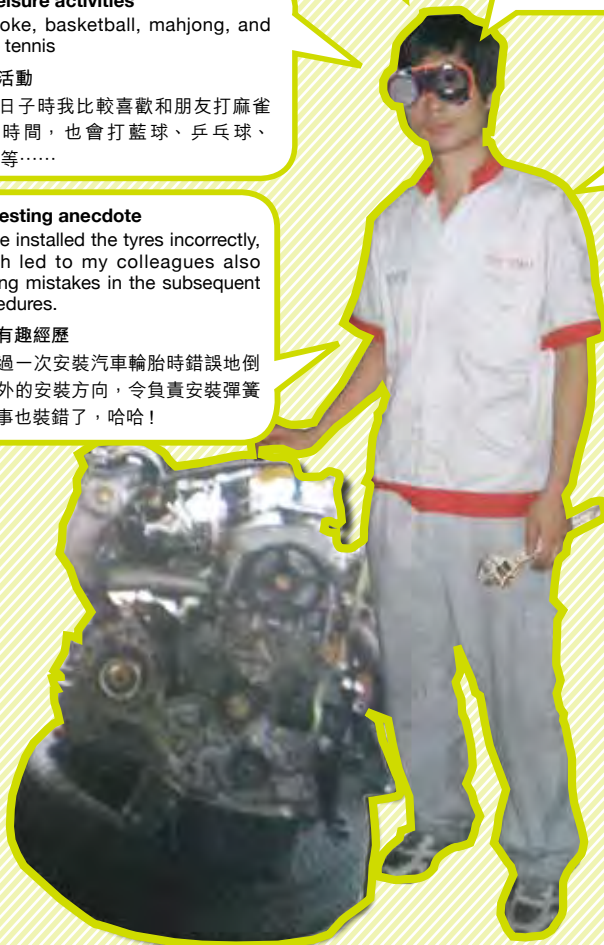 eisure activities
oke, basketball, mahjong, and
tennis
活動
日子時我比較喜歡和朋友打麻雀
時間，也會打藍球、乒乓球、
等……
esting anecdote
e installed the tyres incorrectly,
h led to my colleagues also
ng mistakes in the subsequent
edures.
有趣經歷
過一次安裝汽車輪胎時錯誤地倒
外的安裝方向，令負責安裝彈簧
事也裝錯了，哈哈！